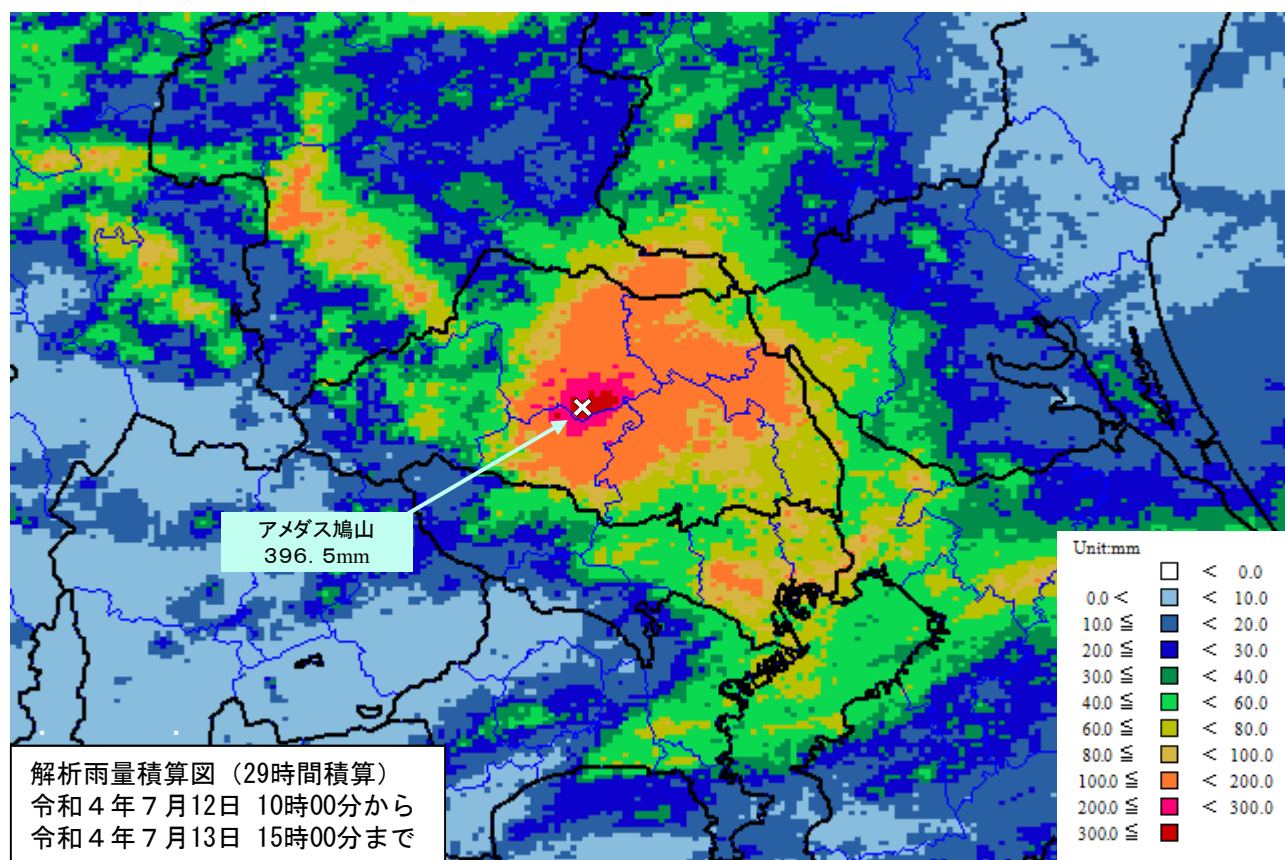 アメダス鳩山
396.5mm
解析雨量積算図（29時間積算）
令和４年７月12日 10時00分から
令和４年７月13日 15時00分まで
Unit:mm
< 0.0
0.0 < < 10.0
10.0 ≦ < 20.0
20.0 ≦ < 30.0
30.0 ≦ < 40.0
40.0 ≦ < 60.0
60.0 ≦ < 80.0
80.0 ≦ < 100.0
100.0 ≦ < 200.0
200.0 ≦ < 300.0
300.0 ≦